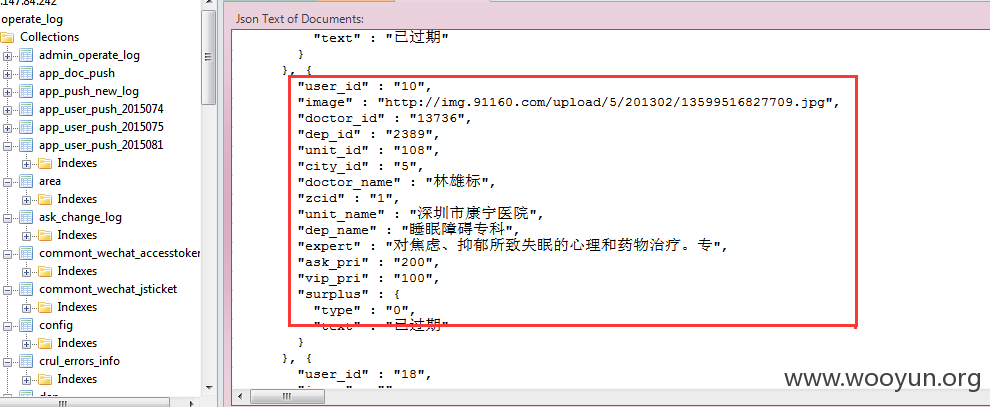 .147.84.242
operate_log
Collections
admin_operate_log
app_doc_push
app_push_new_log
app_user_push_2015074
app_user_push_2015075
app_user_push_2015081
Indexes
area
Indexes
ask_change_log
Indexes
commont_wechat_accesstoken
Indexes
commont_wechat_jsticket
Indexes
config
Indexes
crul_errors_info
Indexes
Json Text of Documents:
"text" : "已过期"
}
}, {
"user_id" : "10",
"image" : "http://img.91160.com/upload/5/201302/13599516827709.jpg",
"doctor_id" : "13736",
"dep_id" : "2389",
"unit_id" : "108",
"city_id" : "5",
"doctor_name" : "林雄标",
"zcid" : "1",
"unit_name" : "深圳市康宁医院",
"dep_name" : "睡眠障碍专科",
"expert" : "对焦虑、抑郁所致失眠的心理和药物治疗。专",
"ask_pri" : "200",
"vip_pri" : "100",
"surplus" : {
"type" : "0",
"text" : "已过期"
}
}, {
"user_id" : "18",
www.wooyun.org